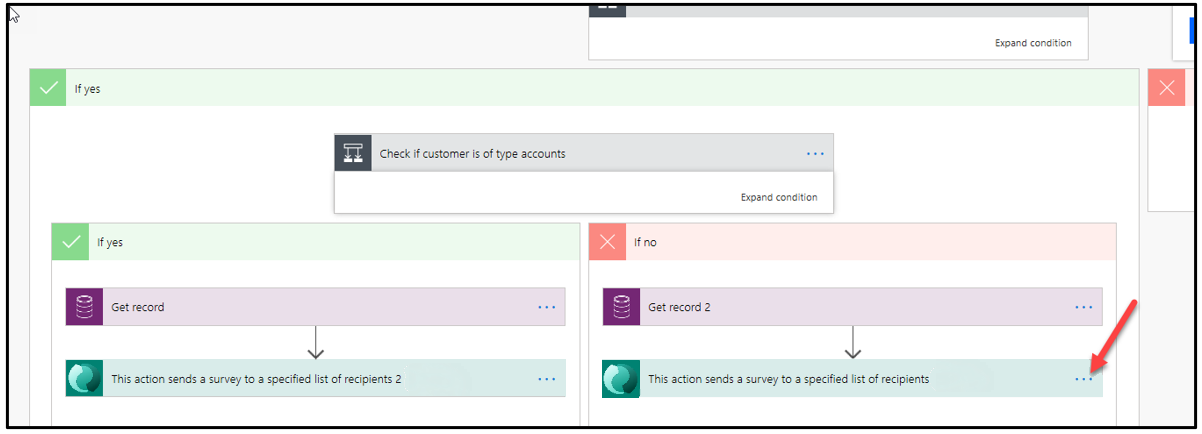 Expand condition
If yes
Check if customer is of type accounts
Expand condition
If yes
If no
Get record
Get record 2
This action sends a survey to a specified list of recipients 2
This action sends a survey to a specified list of recipients